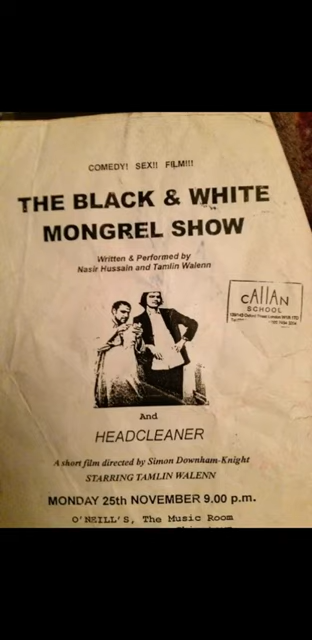 COMEDY! SEX!! FILM!!!
THE BLACK & WHITE
MONGREL SHOW
Written & Performed by
Nasir Hussain and Tamlin Walenn
CAllAN
SCHOOL
And
HEADCLEANER
A short film directed by Simon Downham-Knight
STARRING TAMLIN WALENN
MONDAY 25th NOVEMBER 9.00 p.m.
O'NEILL'S, The Music Room